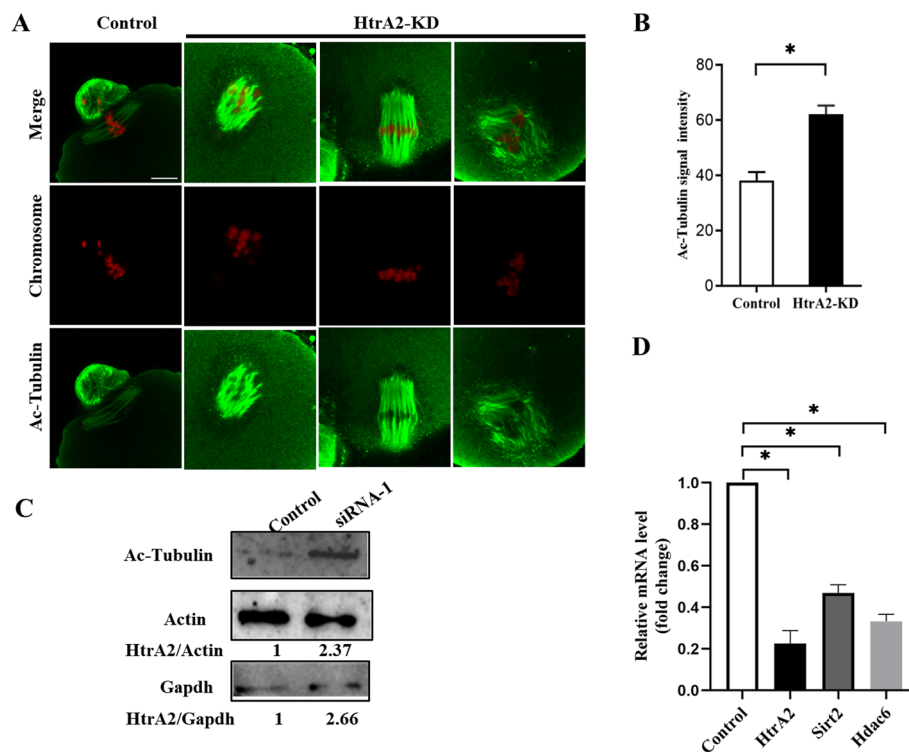 A
Control
HtrA2-KD
Merge
Chromosome
Ac-Tubulin
B
*
Ac-Tubulin signal intensity
80
60
40
20
0
Control
HtrA2-KD
C
Control
siRNA-1
Ac-Tubulin
Actin
HtrA2/Actin 1 2.37
Gapdh
HtrA2/Gapdh 1 2.66
D
*
*
*
Relative mRNA level
(fold change)
1.0
0.8
0.6
0.4
0.2
0.0
Control
HtrA2
Sirt2
Hdac6